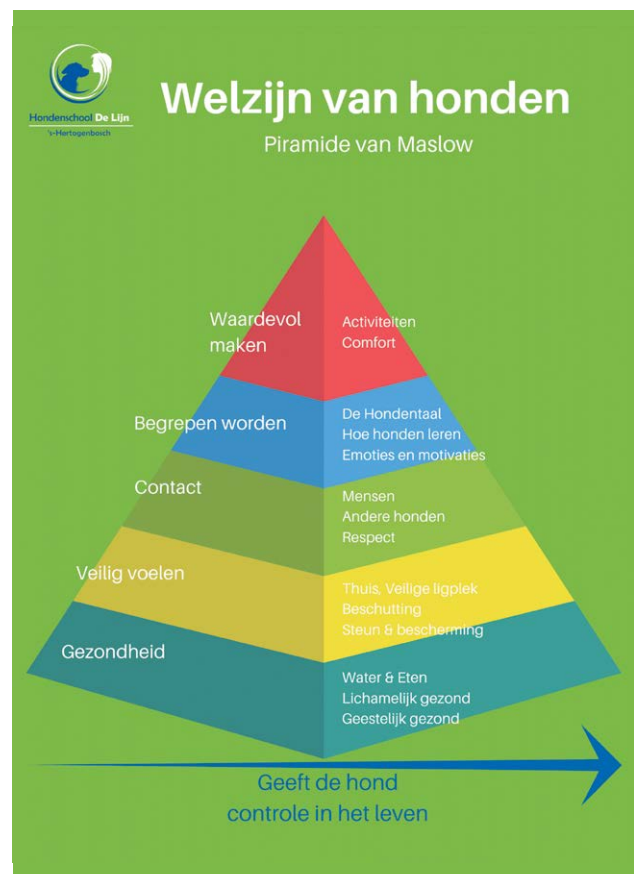 Hondenschool De Lijn
's-Hertogenbosch
Welzijn van honden
Piramide van Maslow
Waardevol
maken
Activiteiten
Comfort
Begrepen worden
De Hondentaal
Hoe honden leren
Emoties en motivaties
Contact
Mensen
Andere honden
Respect
Veilig voelen
Thuis, Veilige ligplek
Beschutting
Steun & bescherming
Gezondheid
Water & Eten
Lichamelijk gezond
Geestelijk gezond
Geeft de hond
controle in het leven